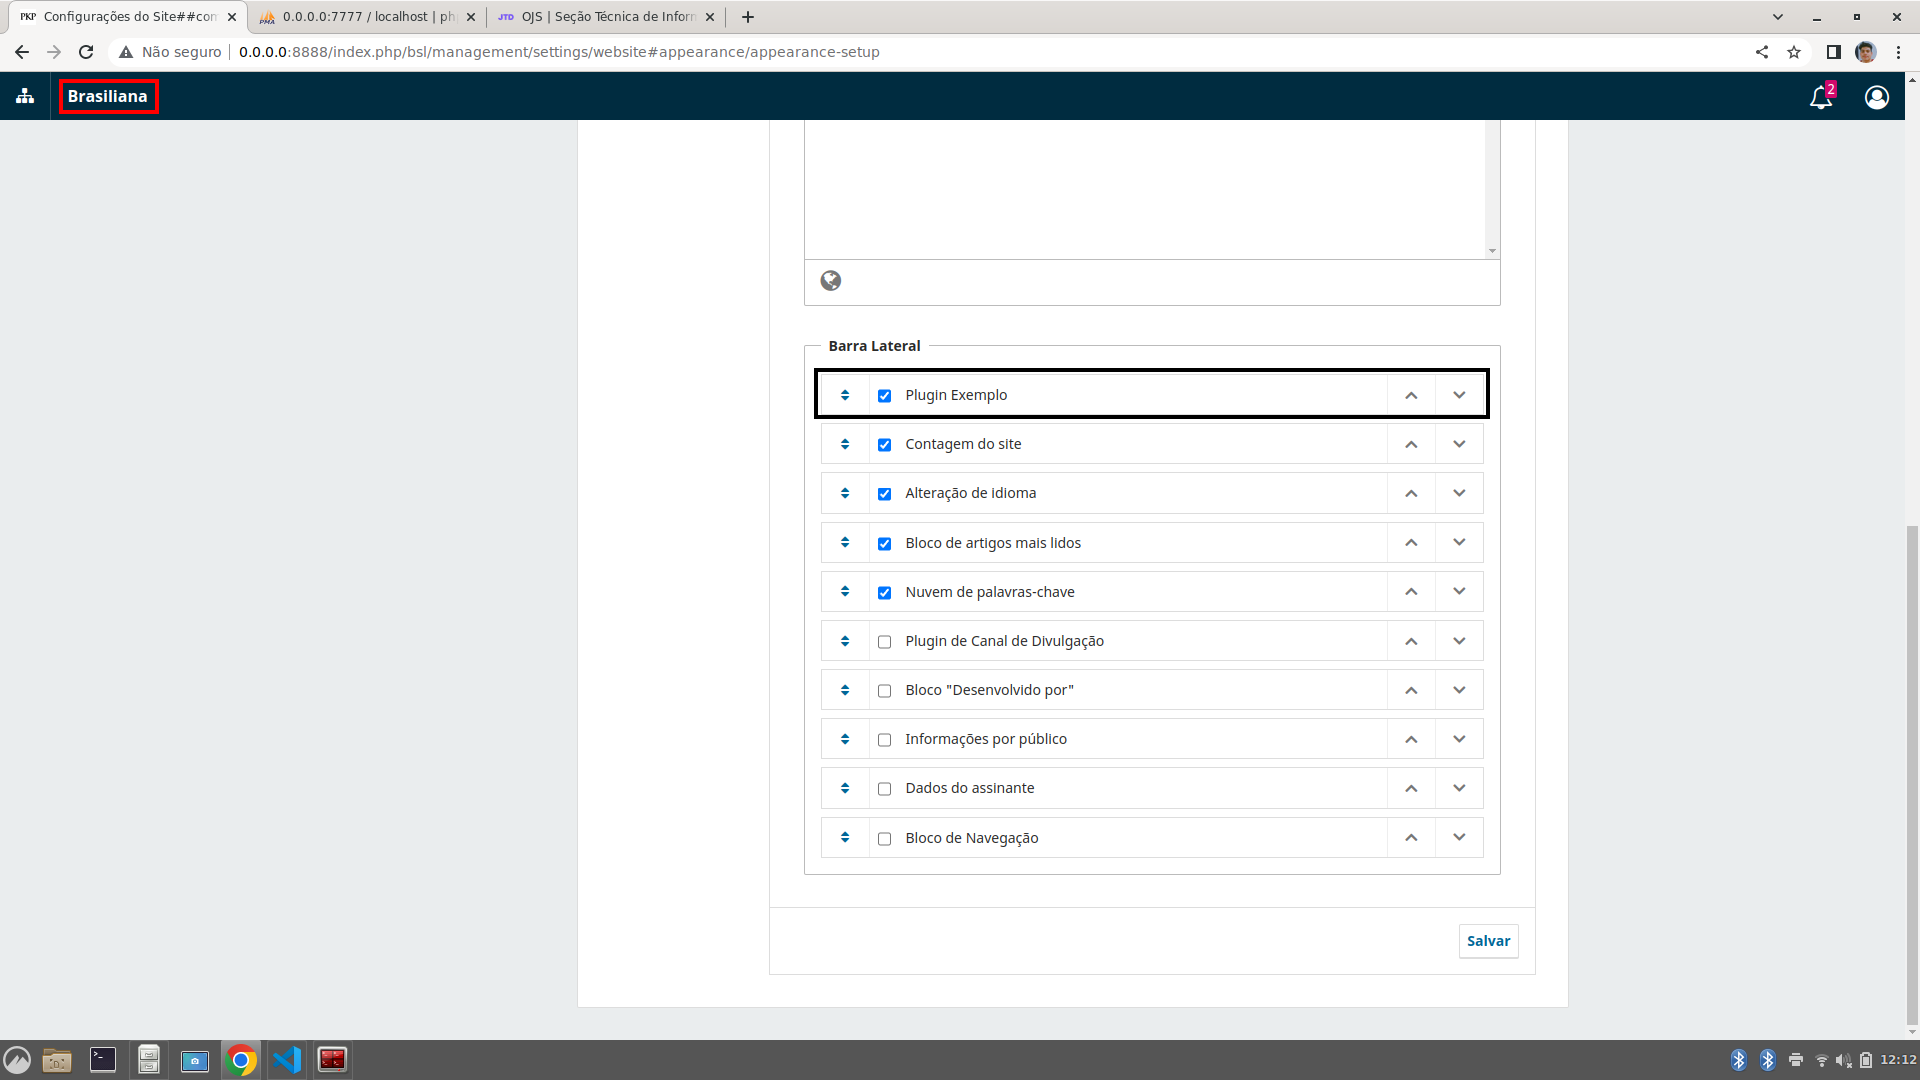 PKP Configurações do Site##con
0.0.0.0:7777 / localhost | ph
JTD OJS | Seção Técnica de Inform
Não seguro 0.0.0.0:8888/index.php/bsl/management/settings/website#appearance/appearance-setup
Brasiliana
2
Barra Lateral
Plugin Exemplo
Contagem do site
Alteração de idioma
Bloco de artigos mais lidos
Nuvem de palavras-chave
Plugin de Canal de Divulgação
Bloco "Desenvolvido por"
Informações por público
Dados do assinante
Bloco de Navegação
Salvar
12:12